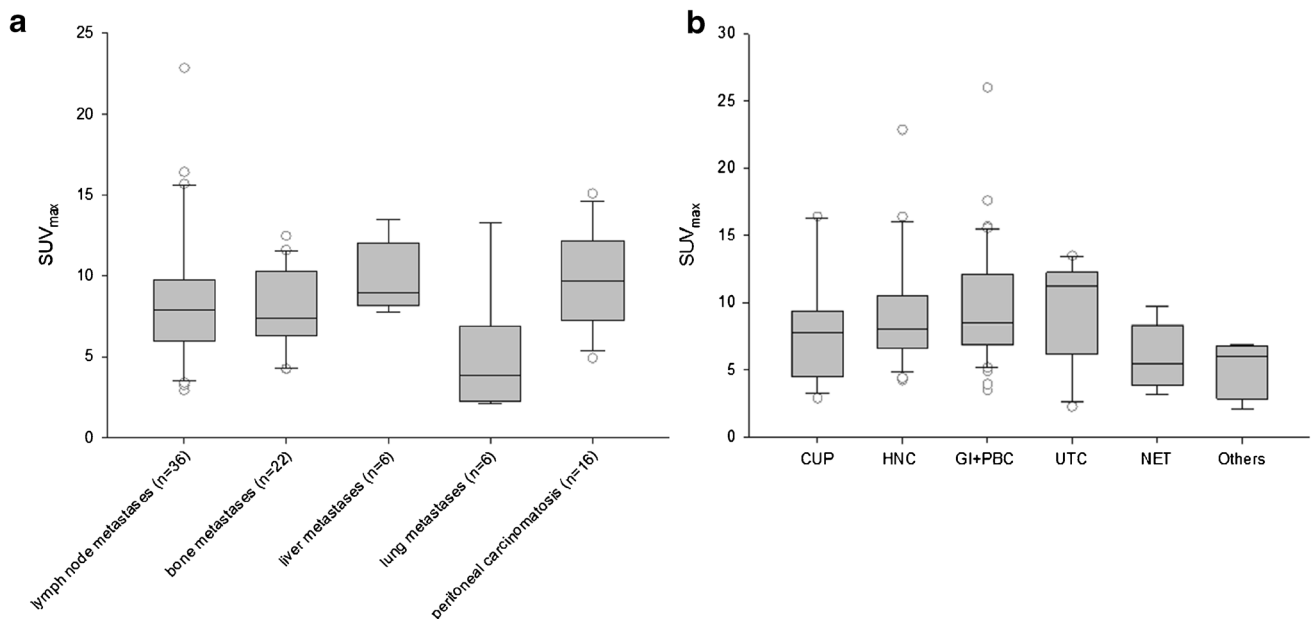 a
25
20
15
10
5
0
SUVmax
lymph node metastases (n=36)
bone metastases (n=22)
liver metastases (n=6)
lung metastases (n=6)
peritoneal carcinomatosis (n=16)
b
30
25
20
15
10
5
0
SUVmax
CUP
HNC
GI+PBC
UTC
NET
Others